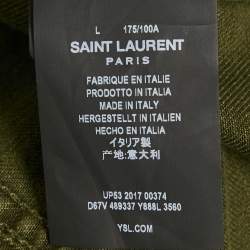 L 175/100A
SAINT LAURENT
PARIS
FABRIQUE EN ITALIE
PRODOTTO IN ITALIA
MADE IN ITALY
HERGESTELLT IN ITALIEN
HECHO EN ITALIA
イタリア製
产地:意大利
UP53 2017 00374
D67V 489337 Y888L 3560
YSL.COM